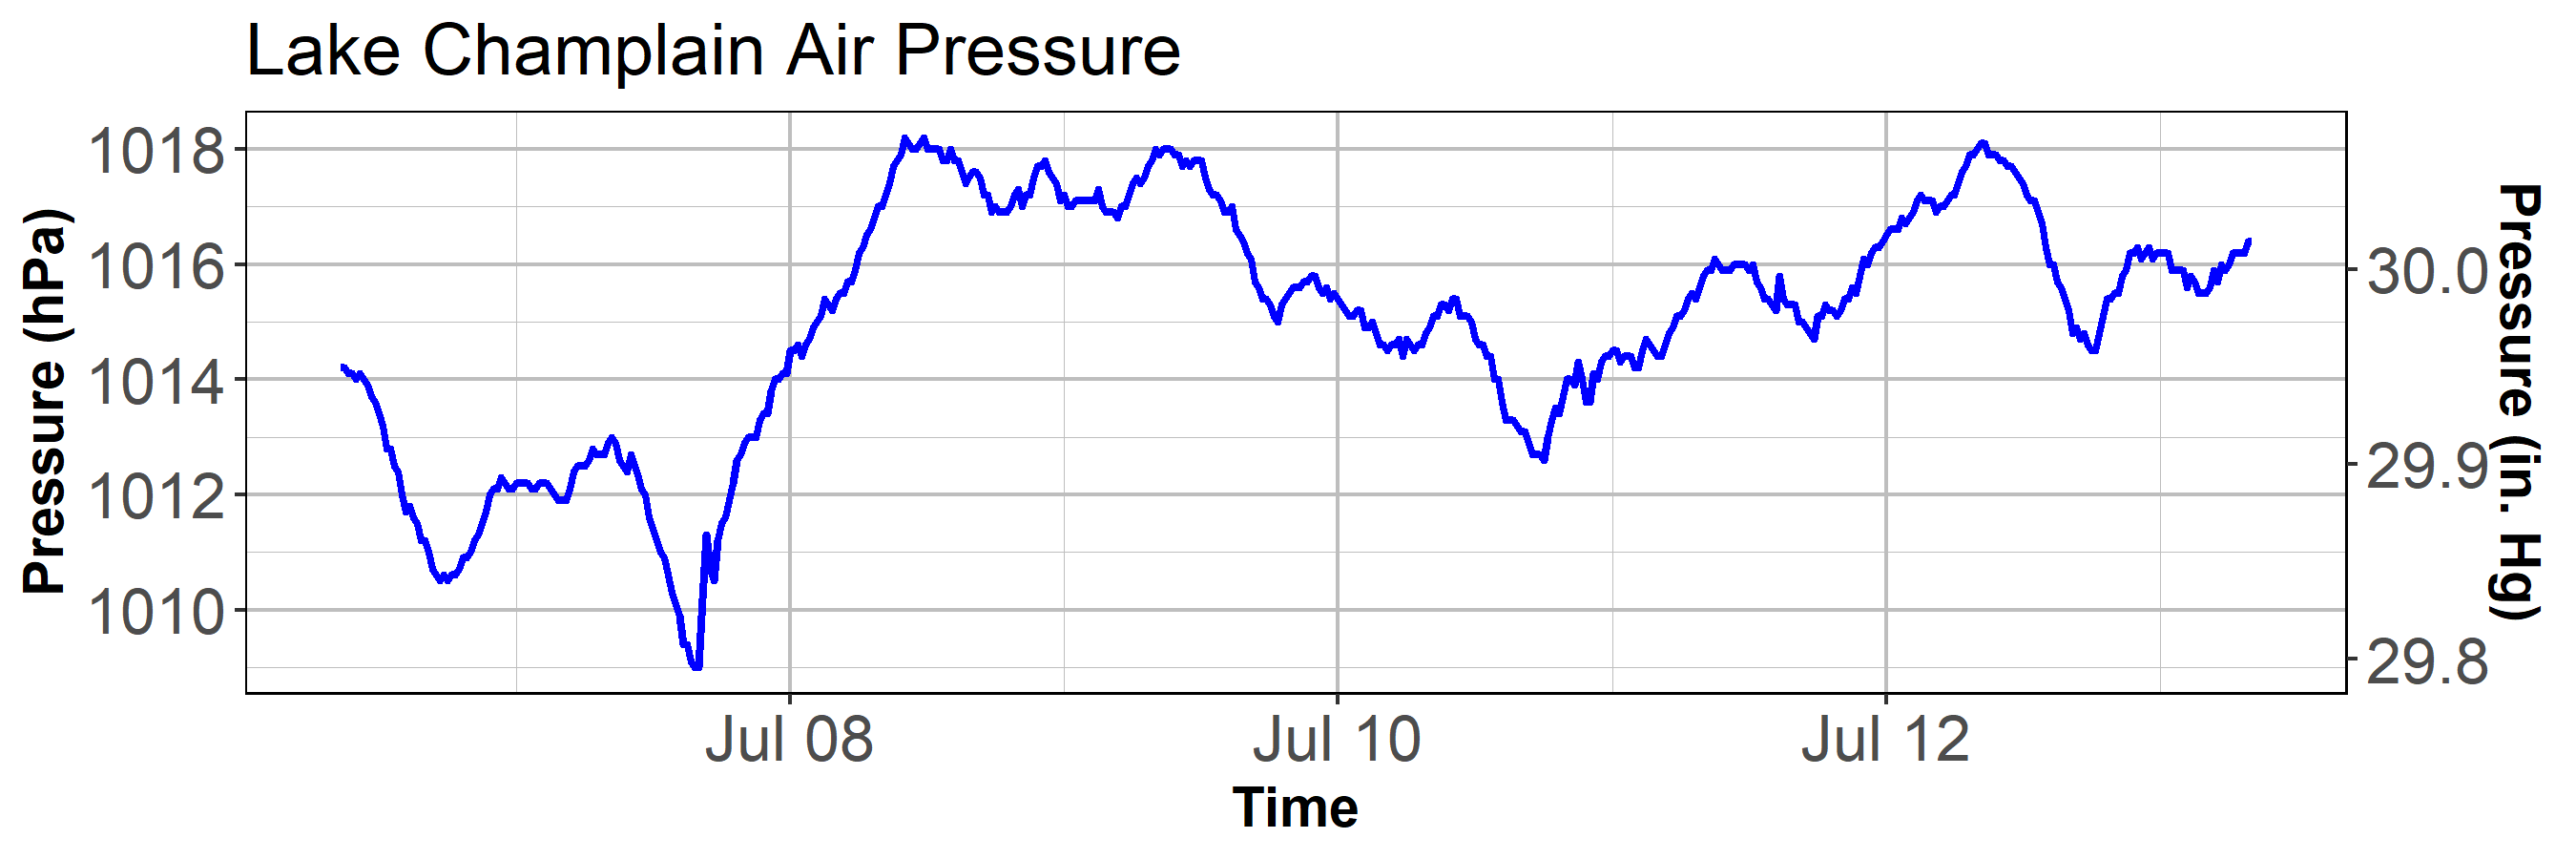 Lake Champlain Air Pressure
Pressure (hPa)
1018
1016
1014
1012
1010
30.0
29.9
29.8
Pressure (in. Hg)
Jul 08
Jul 10
Jul 12
Time